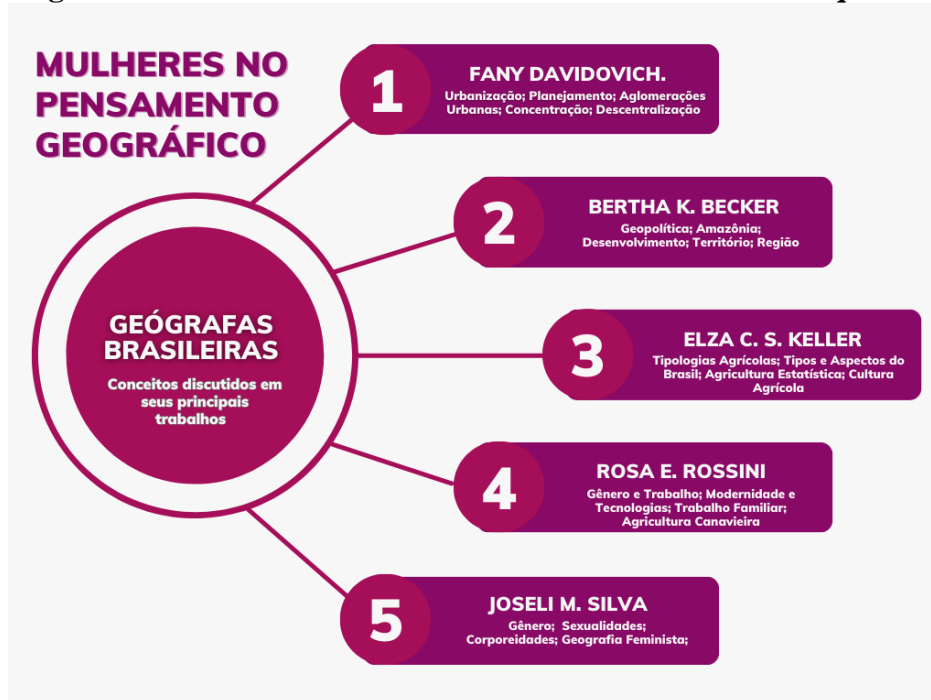 MULHERES NO
PENSAMENTO
GEOGRÁFICO
GEÓGRAFAS
BRASILEIRAS
Conceitos discutidos em
seus principais
trabalhos
1
FANY DAVIDOVICH.
Urbanização; Planejamento; Aglomerações
Urbanas; Concentração; Descentralização
2
BERTHA K. BECKER
Geopolítica; Amazônia;
Desenvolvimento; Território; Região
3
ELZA C. S. KELLER
Tipologias Agrícolas; Tipos e Aspectos do
Brasil; Agricultura Estatística; Cultura
Agrícola
4
ROSA E. ROSSINI
Gênero e Trabalho; Modernidade e
Tecnologias; Trabalho Familiar;
Agricultura Canavieira
5
JOSELI M. SILVA
Gênero; Sexualidades;
Corporeidades; Geografia Feminista;